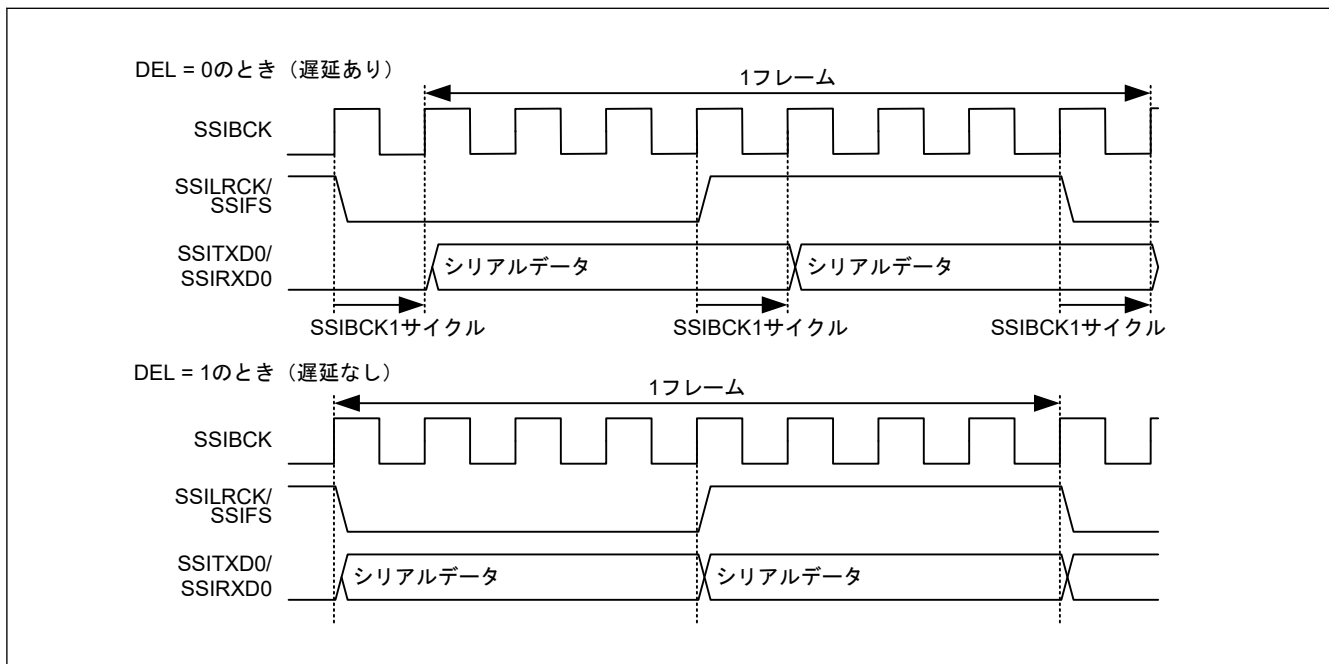 DEL = 0のとき（遅延あり）
1フレーム
SSIBCK
SSILRCK/
SSIFS
SSITXD0/
SSIRXD0
シリアルデータ
シリアルデータ
SSIBCK1サイクル
SSIBCK1サイクル
SSIBCK1サイクル
DEL = 1のとき（遅延なし）
1フレーム
SSIBCK
SSILRCK/
SSIFS
SSITXD0/
SSIRXD0
シリアルデータ
シリアルデータ